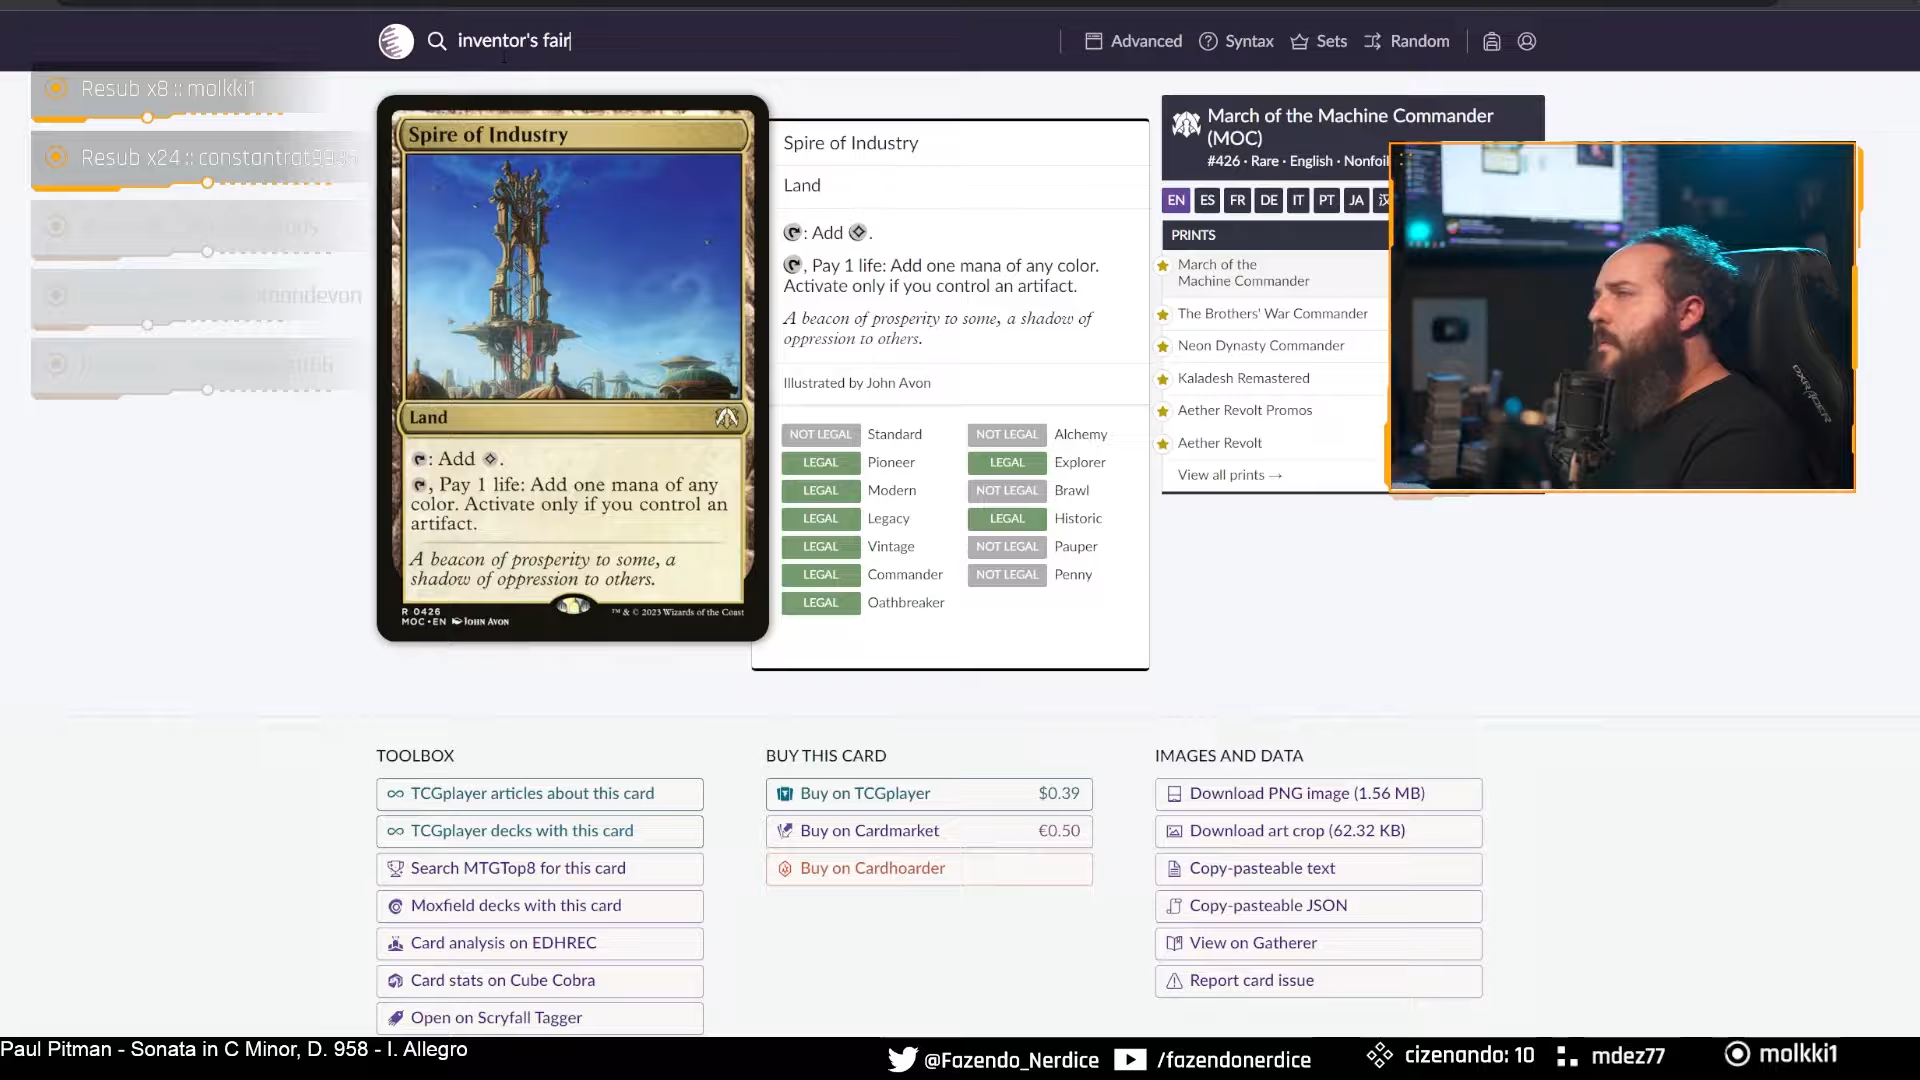 inventor's fair
Advanced
Syntax
Sets
Random
Resub x8 :: molkki1
Resub x24 :: constantrat9935
Spire of Industry
Land
: Add .
, Pay 1 life: Add one mana of any
color. Activate only if you control an
artifact.
A beacon of prosperity to some, a
shadow of oppression to others.
R 0426
MOC • EN JOHN AVON
™ & © 2023 Wizards of the Coast
Spire of Industry
Land
: Add .
, Pay 1 life: Add one mana of any color.
Activate only if you control an artifact.
A beacon of prosperity to some, a shadow of
oppression to others.
Illustrated by John Avon
NOT LEGAL Standard
NOT LEGAL Alchemy
LEGAL Pioneer
LEGAL Explorer
LEGAL Modern
NOT LEGAL Brawl
LEGAL Legacy
LEGAL Historic
LEGAL Vintage
NOT LEGAL Pauper
LEGAL Commander
NOT LEGAL Penny
LEGAL Oathbreaker
March of the Machine Commander
(MOC)
#426 · Rare · English · Nonfoil
EN ES FR DE IT PT JA 汉
PRINTS
March of the
Machine Commander
The Brothers' War Commander
Neon Dynasty Commander
Kaladesh Remastered
Aether Revolt Promos
Aether Revolt
View all prints →
DXRACER
TOOLBOX
TCGplayer articles about this card
TCGplayer decks with this card
Search MTGTop8 for this card
Moxfield decks with this card
Card analysis on EDHREC
Card stats on Cube Cobra
Open on Scryfall Tagger
BUY THIS CARD
Buy on TCGplayer $0.39
Buy on Cardmarket €0.50
Buy on Cardhoarder
IMAGES AND DATA
Download PNG image (1.56 MB)
Download art crop (62.32 KB)
Copy-pasteable text
Copy-pasteable JSON
View on Gatherer
Report card issue
Paul Pitman - Sonata in C Minor, D. 958 - I. Allegro
@Fazendo_Nerdice
/fazendonerdice
cizenando: 10
mdez77
molkki1